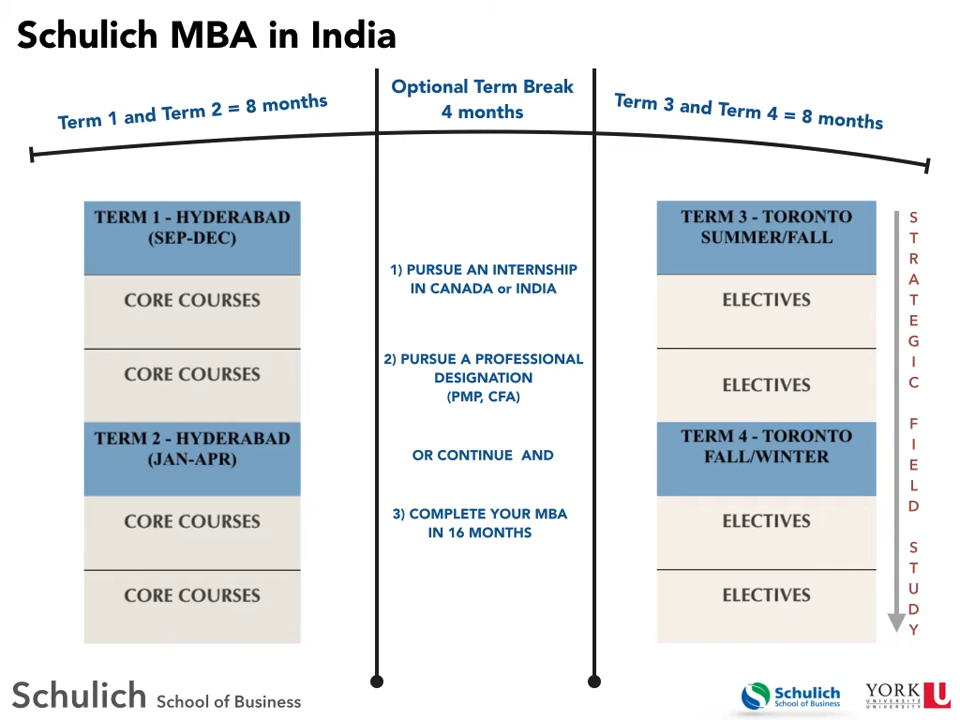 Schulich MBA in India
Term 1 and Term 2 = 8 months
Optional Term Break
4 months
Term 3 and Term 4 = 8 months
TERM 1 - HYDERABAD
(SEP-DEC)
CORE COURSES
CORE COURSES
TERM 2 - HYDERABAD
(JAN-APR)
CORE COURSES
CORE COURSES
1) PURSUE AN INTERNSHIP
IN CANADA or INDIA
2) PURSUE A PROFESSIONAL
DESIGNATION
(PMP, CFA)
OR CONTINUE AND
3) COMPLETE YOUR MBA
IN 16 MONTHS
TERM 3 - TORONTO
SUMMER/FALL
ELECTIVES
ELECTIVES
TERM 4 - TORONTO
FALL/WINTER
ELECTIVES
ELECTIVES
STRATEGIC FIELD STUDY
Schulich School of Business
Schulich
School of Business
YORK U
UNIVERSITÉ
UNIVERSITY